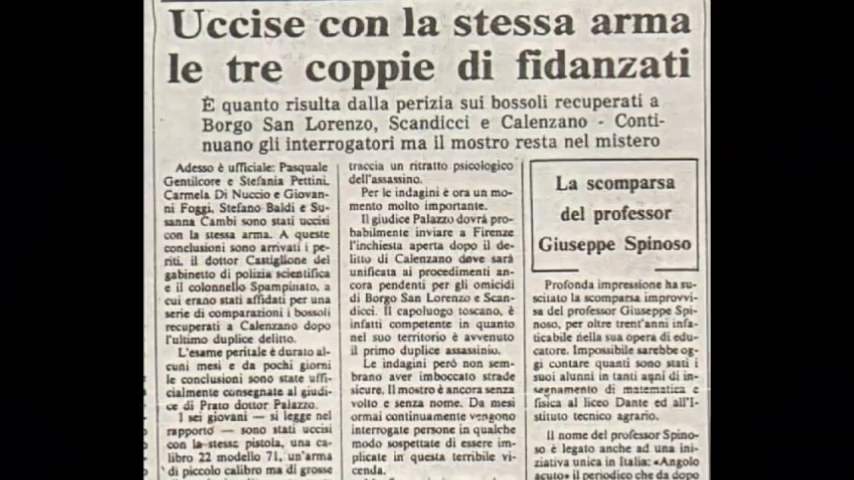 Uccise con la stessa arma
le tre coppie di fidanzati
È quanto risulta dalla perizia sui bossoli recuperati a
Borgo San Lorenzo, Scandicci e Calenzano - Conti-
nuano gli interrogatori ma il mostro resta nel mistero
Adesso è ufficiale: Pasquale
Gentilcore e Stefania Pettini,
Carmela Di Nuccio e Giovan-
ni Foggi, Stefano Baldi e Su-
sanna Cambi sono stati uccisi
con la stessa arma. A queste
conclusioni sono arrivati i pe-
riti, il dottor Castiglione del
gabinetto di polizia scientifica
e il colonnello Spampinato, a
cui erano stati affidati per una
serie di comparazioni i bossoli
recuperati a Calenzano dopo
l'ultimo duplice delitto.
L'esame peritale è durato al-
cuni mesi e da pochi giorni
le conclusioni sono state uffi-
cialmente consegnate al giudi-
ce di Prato dottor Palazzo.
I sei giovani — si legge nel
rapporto — sono stati uccisi
con la stessa pistola, una ca-
libro 22 modello 71, un'arma
di piccolo calibro ma di grosse
traccia un ritratto psicologico
dell'assassino.
Per le indagini è ora un mo-
mento molto importante.
Il giudice Palazzo dovrà pro-
babilmente inviare a Firenze
l'inchiesta aperta dopo il de-
litto di Calenzano dove sarà
unificata ai procedimenti an-
cora pendenti per gli omicidi
di Borgo San Lorenzo e Scan-
dicci. Il capoluogo toscano, è
infatti competente in quanto
nel suo territorio è avvenuto
il primo duplice assassinio.
Le indagini però non sem-
brano aver imboccato strade
sicure. Il mostro è ancora senza
volto e senza nome. Da mesi
ormai continuamente vengono
interrogate persone in qualche
modo sospettate di essere im-
plicate in questa terribile vi-
cenda.
La scomparsa
del professor
Giuseppe Spinoso
Profonda impressione ha su-
scitato la scomparsa improvvi-
sa del professor Giuseppe Spi-
noso, per oltre trent'anni infa-
ticabile nella sua opera di edu-
catore. Impossibile sarebbe og-
gi contare quanti sono stati i
suoi alunni in tanti agni di in-
segnamento di matematica e
fisica al liceo Dante ed all'I-
stituto tecnico agrario.
Il nome del professor Spino-
so è legato anche ad una ini-
ziativa unica in Italia: «Angolo
acuto» il periodico che da dopo